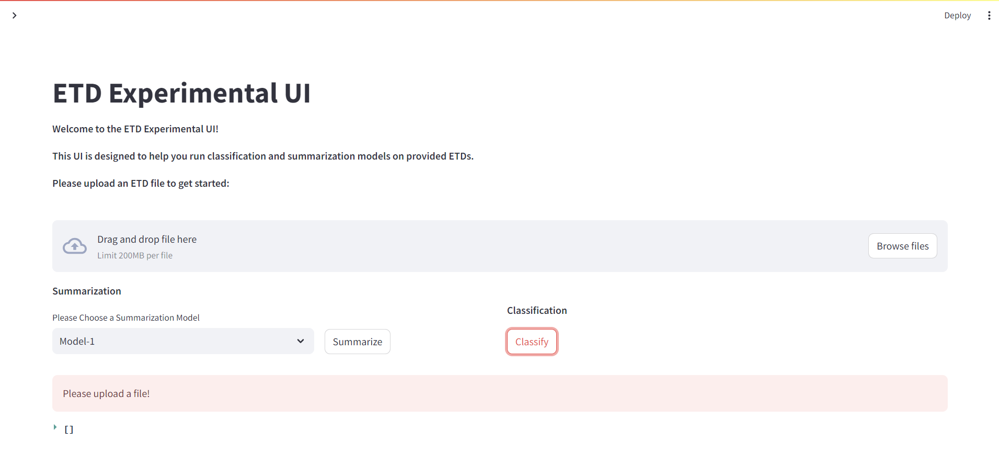 Deploy
ETD Experimental UI
Welcome to the ETD Experimental UI!
This UI is designed to help you run classification and summarization models on provided ETDs.
Please upload an ETD file to get started:
Drag and drop file here
Limit 200MB per file
Browse files
Summarization
Please Choose a Summarization Model
Model-1
Summarize
Classification
Classify
Please upload a file!
[]